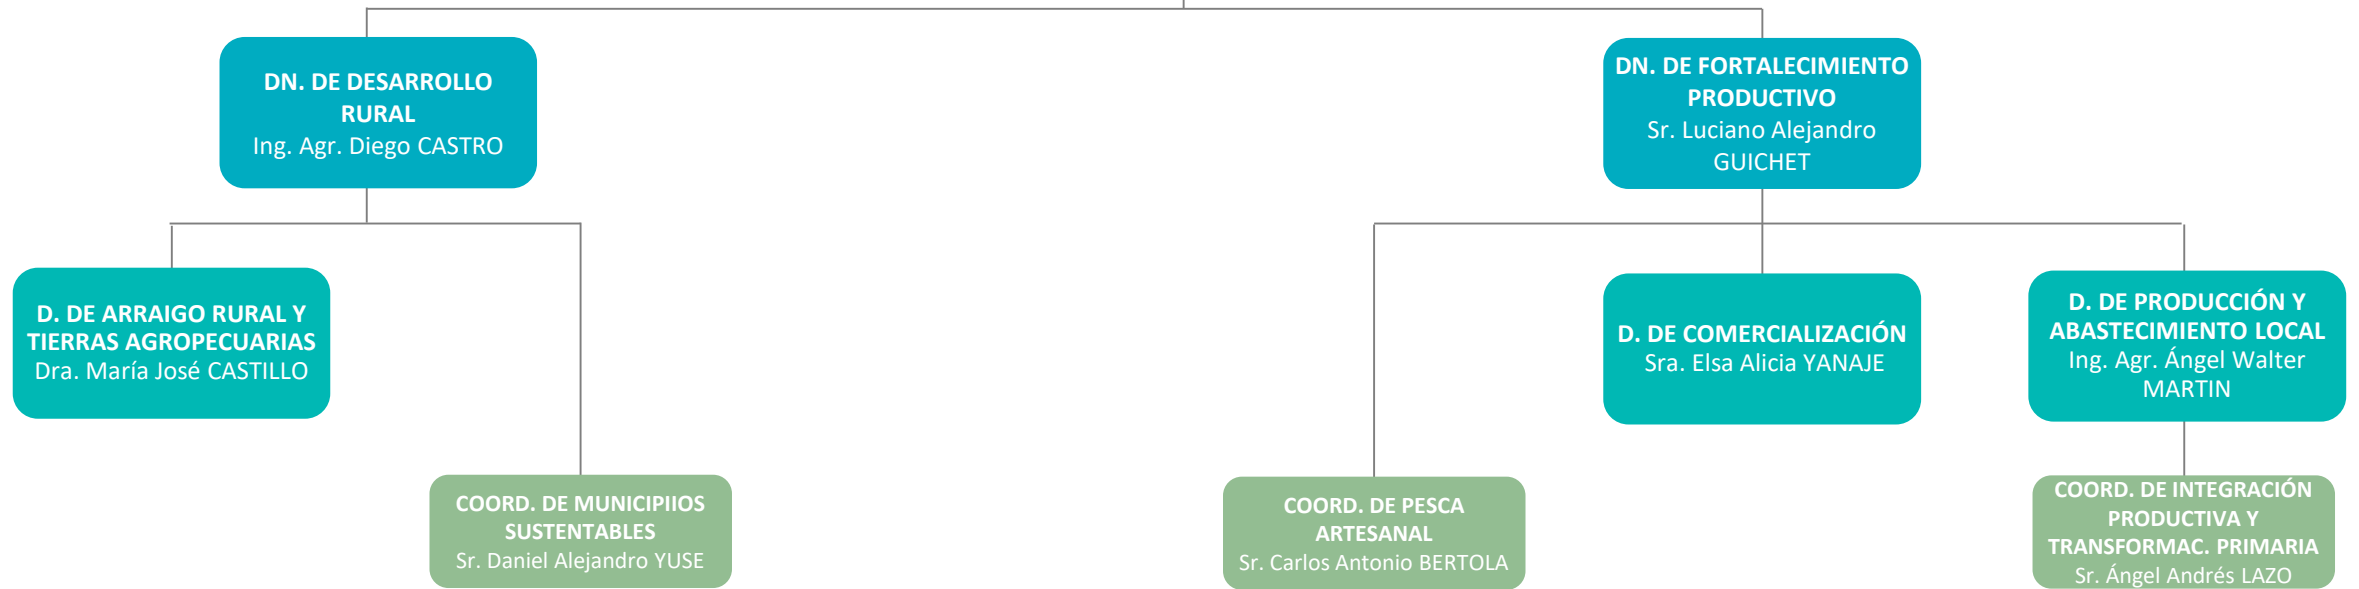 DN. DE DESARROLLO
RURAL
Ing. Agr. Diego CASTRO
DN. DE FORTALECIMIENTO
PRODUCTIVO
Sr. Luciano Alejandro
GUICHET
D. DE ARRAIGO RURAL Y
TIERRAS AGROPECUARIAS
Dra. María José CASTILLO
D. DE COMERCIALIZACIÓN
Sra. Elsa Alicia YANAJE
D. DE PRODUCCIÓN Y
ABASTECIMIENTO LOCAL
Ing. Agr. Ángel Walter
MARTIN
COORD. DE MUNICIPIIOS
SUSTENTABLES
Sr. Daniel Alejandro YUSE
COORD. DE PESCA
ARTESANAL
Sr. Carlos Antonio BERTOLA
COORD. DE INTEGRACIÓN
PRODUCTIVA Y
TRANSFORMAC. PRIMARIA
Sr. Ángel Andrés LAZO